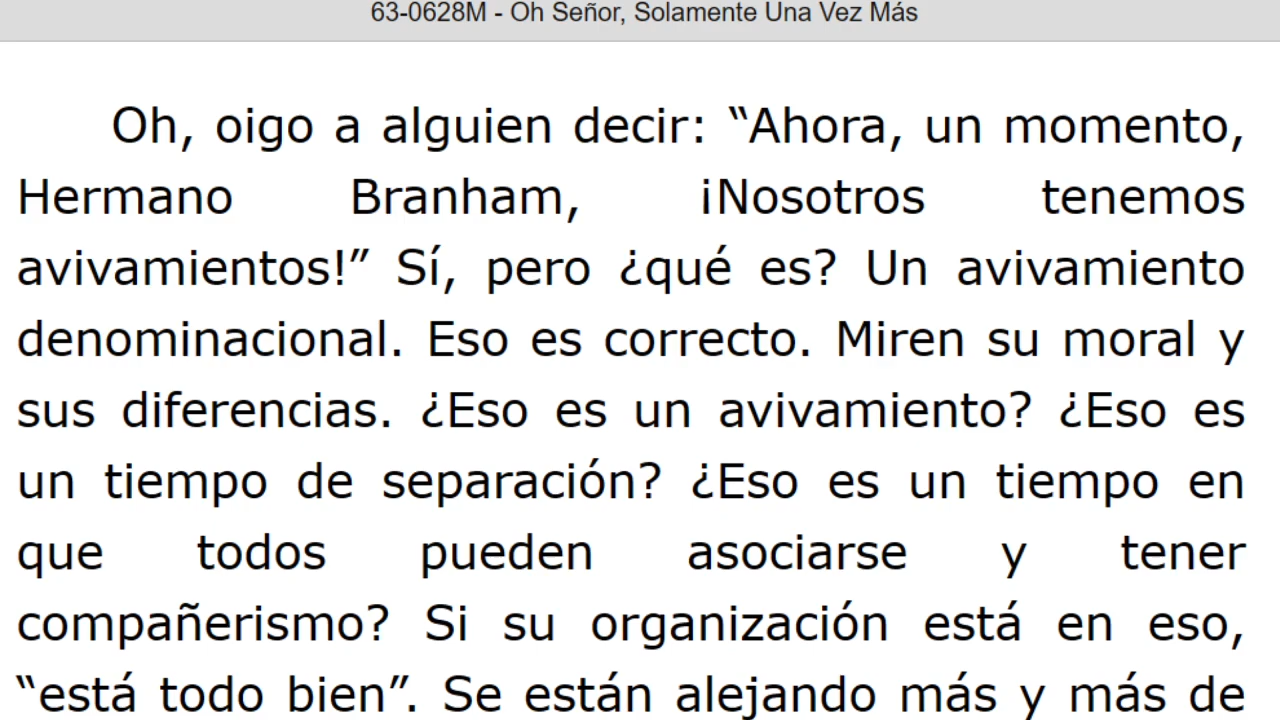 63-0628M - Oh Señor, Solamente Una Vez Más
Oh, oigo a alguien decir: “Ahora, un momento,
Hermano Branham, ¡Nosotros tenemos
avivamientos!” Sí, pero ¿qué es? Un avivamiento
denominacional. Eso es correcto. Miren su moral y
sus diferencias. ¿Eso es un avivamiento? ¿Eso es
un tiempo de separación? ¿Eso es un tiempo en
que todos pueden asociarse y tener
compañerismo? Si su organización está en eso,
“está todo bien”. Se están alejando más y más de